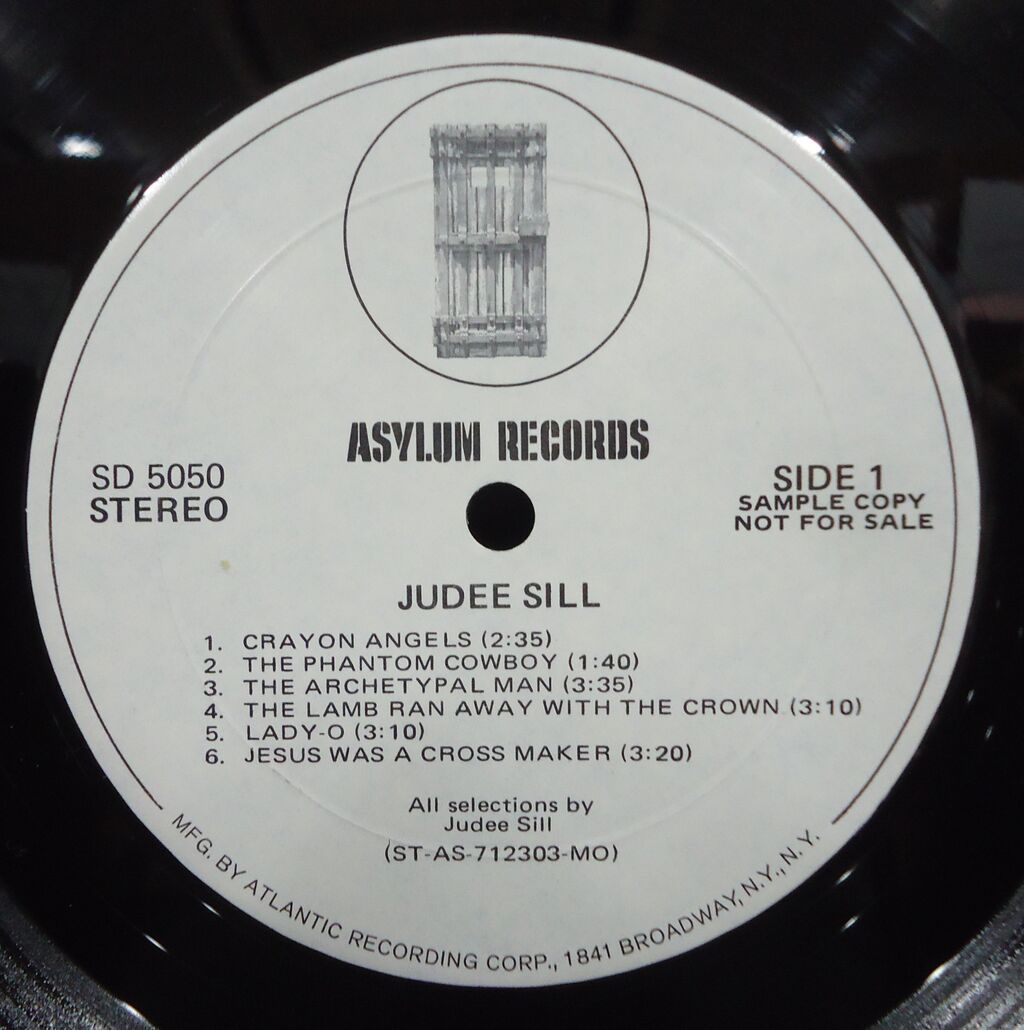 ASYLUM RECORDS
SD 5050
STEREO
SIDE 1
SAMPLE COPY
NOT FOR SALE
JUDEE SILL
1. CRAYON ANGELS (2:35)
2. THE PHANTOM COWBOY (1:40)
3. THE ARCHETYPAL MAN (3:35)
4. THE LAMB RAN AWAY WITH THE CROWN (3:10)
5. LADY-O (3:10)
6. JESUS WAS A CROSS MAKER (3:20)
All selections by
Judee Sill
(ST-AS-712303-MO)
MFG. BY ATLANTIC RECORDING CORP., 1841 BROADWAY, N.Y., N.Y.